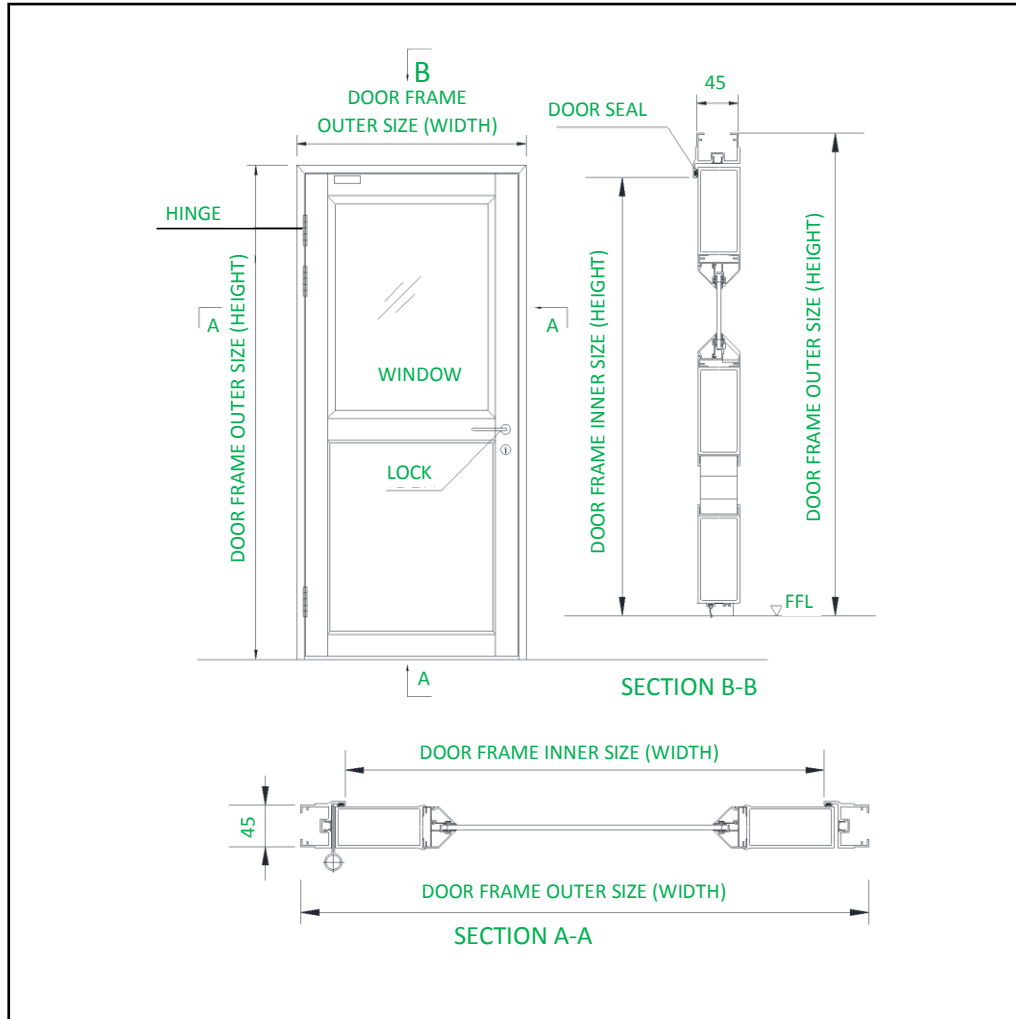 B
DOOR FRAME
OUTER SIZE (WIDTH)
45
DOOR SEAL
HINGE
DOOR FRAME OUTER SIZE (HEIGHT)
A
A
WINDOW
LOCK
DOOR FRAME INNER SIZE (HEIGHT)
DOOR FRAME OUTER SIZE (HEIGHT)
FFL
A
SECTION B-B
DOOR FRAME INNER SIZE (WIDTH)
45
DOOR FRAME OUTER SIZE (WIDTH)
SECTION A-A